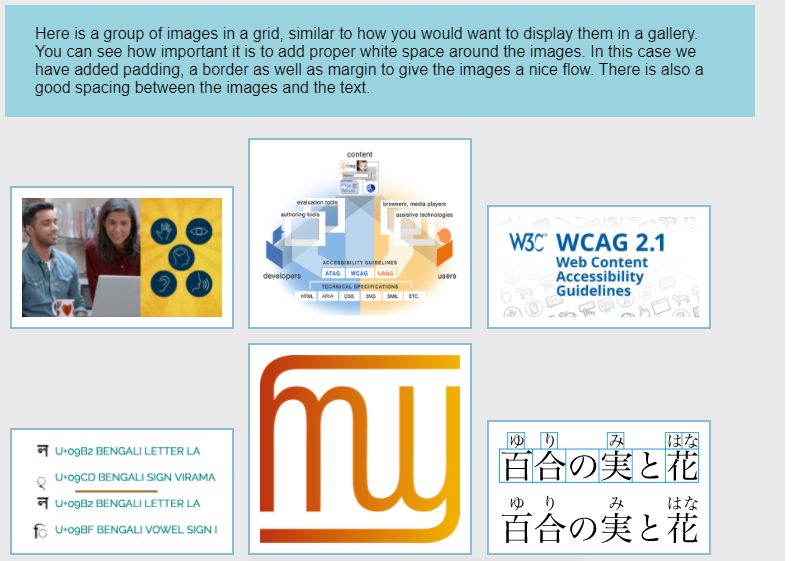 Here is a group of images in a grid, similar to how you would want to display them in a gallery.
You can see how important it is to add proper white space around the images. In this case we
have added padding, a border as well as margin to give the images a nice flow. There is also a
good spacing between the images and the text.
content
evaluation tools
browsers, media players
authoring tools
assistive technologies
ACCESSIBILITY GUIDELINES
developers
ATAG WCAG UAAG
users
TECHNICAL SPECIFICATIONS
HTML ARIA CSS SVG SMIL ETC.
W3C WCAG 2.1
Web Content
Accessibility
Guidelines
U+09B2 BENGALI LETTER LA
U+09CD BENGALI SIGN VIRAMA
U+09B2 BENGALI LETTER LA
U+09BF BENGALI VOWEL SIGN I
ゆ り み はな
百合の実と花
ゆ り み はな
百合の実と花